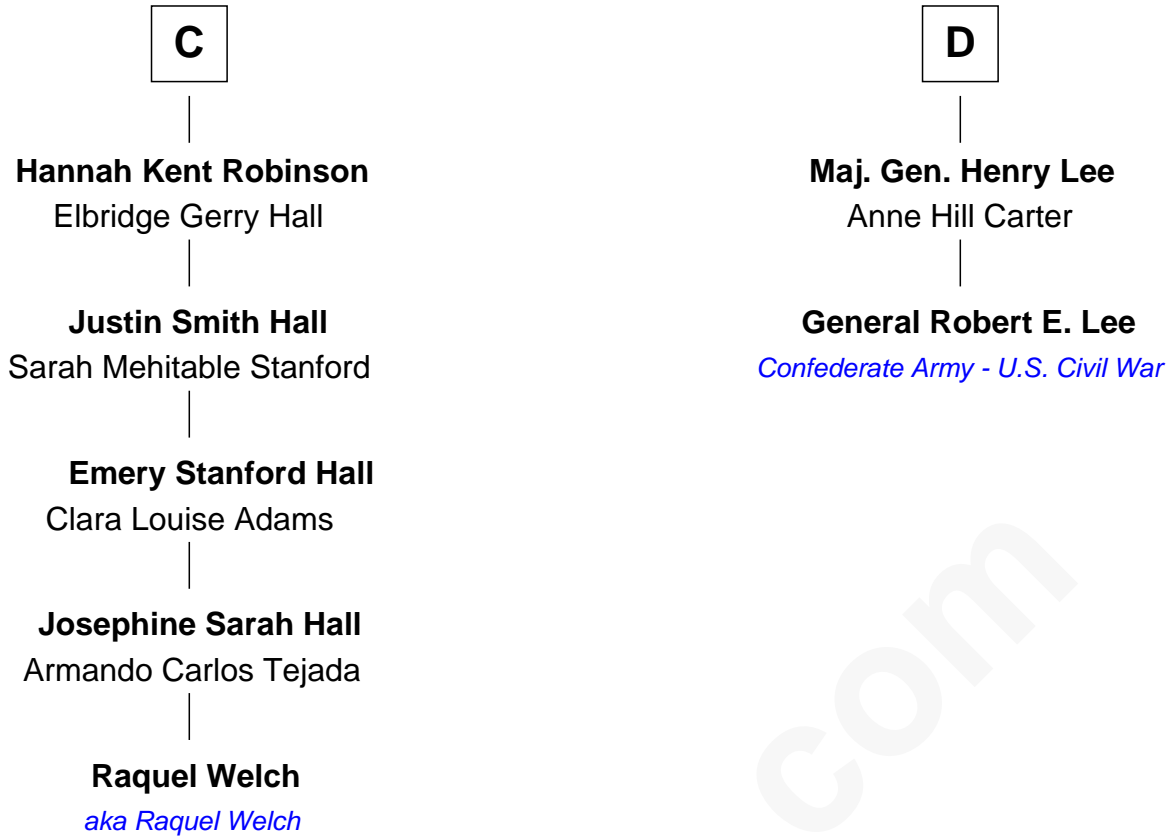 C
Hannah Kent Robinson
Elbridge Gerry Hall
Justin Smith Hall
Sarah Mehitable Stanford
Emery Stanford Hall
Clara Louise Adams
Josephine Sarah Hall
Armando Carlos Tejada
Raquel Welch
aka Raquel Welch
D
Maj. Gen. Henry Lee
Anne Hill Carter
General Robert E. Lee
Confederate Army - U.S. Civil War
com